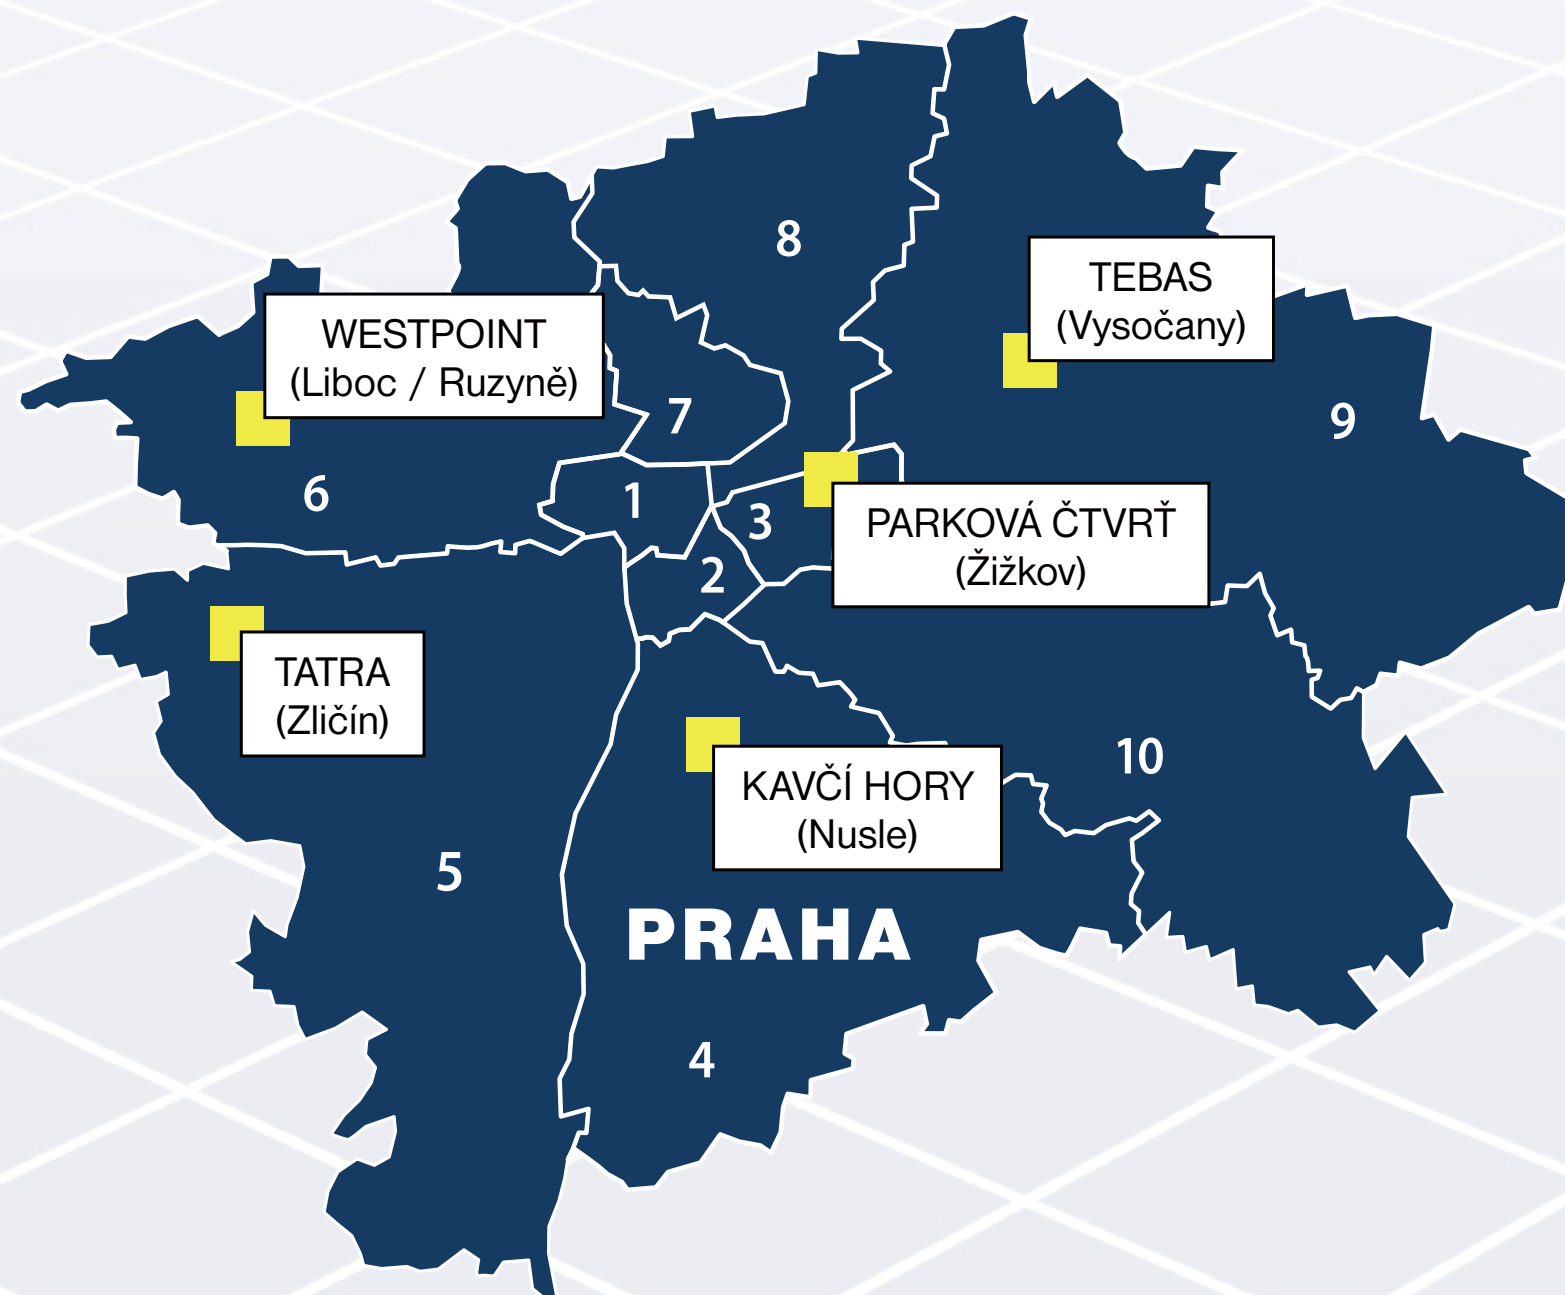 8
TEBAS
(Vysočany)
WESTPOINT
(Liboc / Ruzyně)
7
9
6
1
3
PARKOVÁ ČTVRŤ
(Žižkov)
2
TATRA
(Zličín)
10
KAVČÍ HORY
(Nusle)
5
PRAHA
4